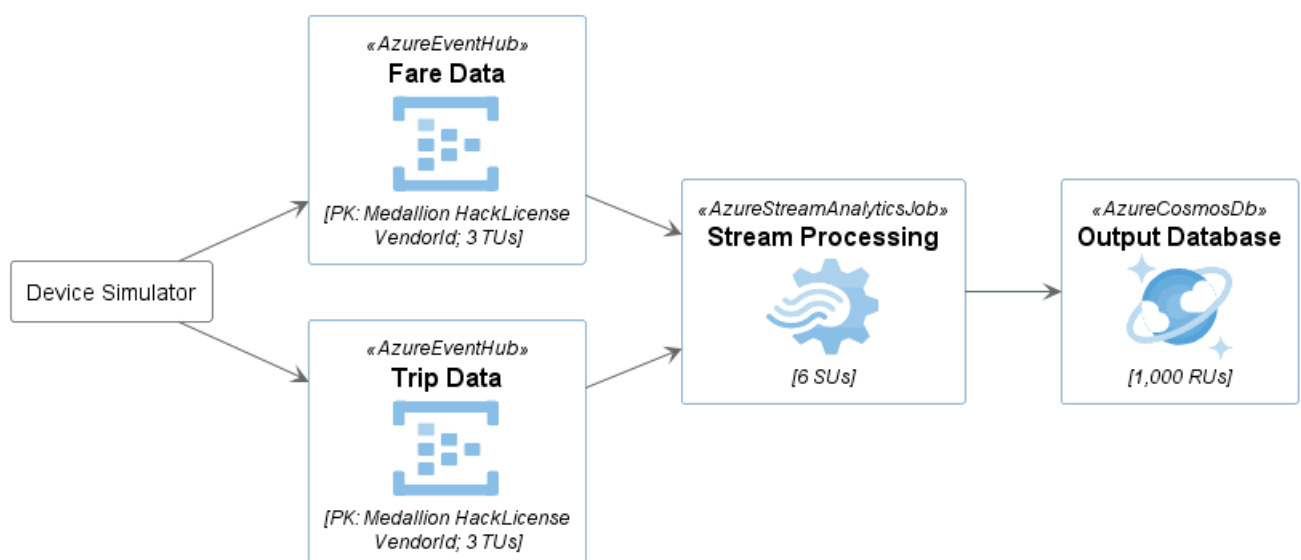 «AzureEventHub»
Fare Data
[PK: Medallion HackLicense
VendorId; 3 TUs]
Device Simulator
«AzureEventHub»
Trip Data
[PK: Medallion HackLicense
VendorId; 3 TUs]
«AzureStreamAnalyticsJob»
Stream Processing
[6 SUs]
«AzureCosmosDb»
Output Database
[1,000 RUs]